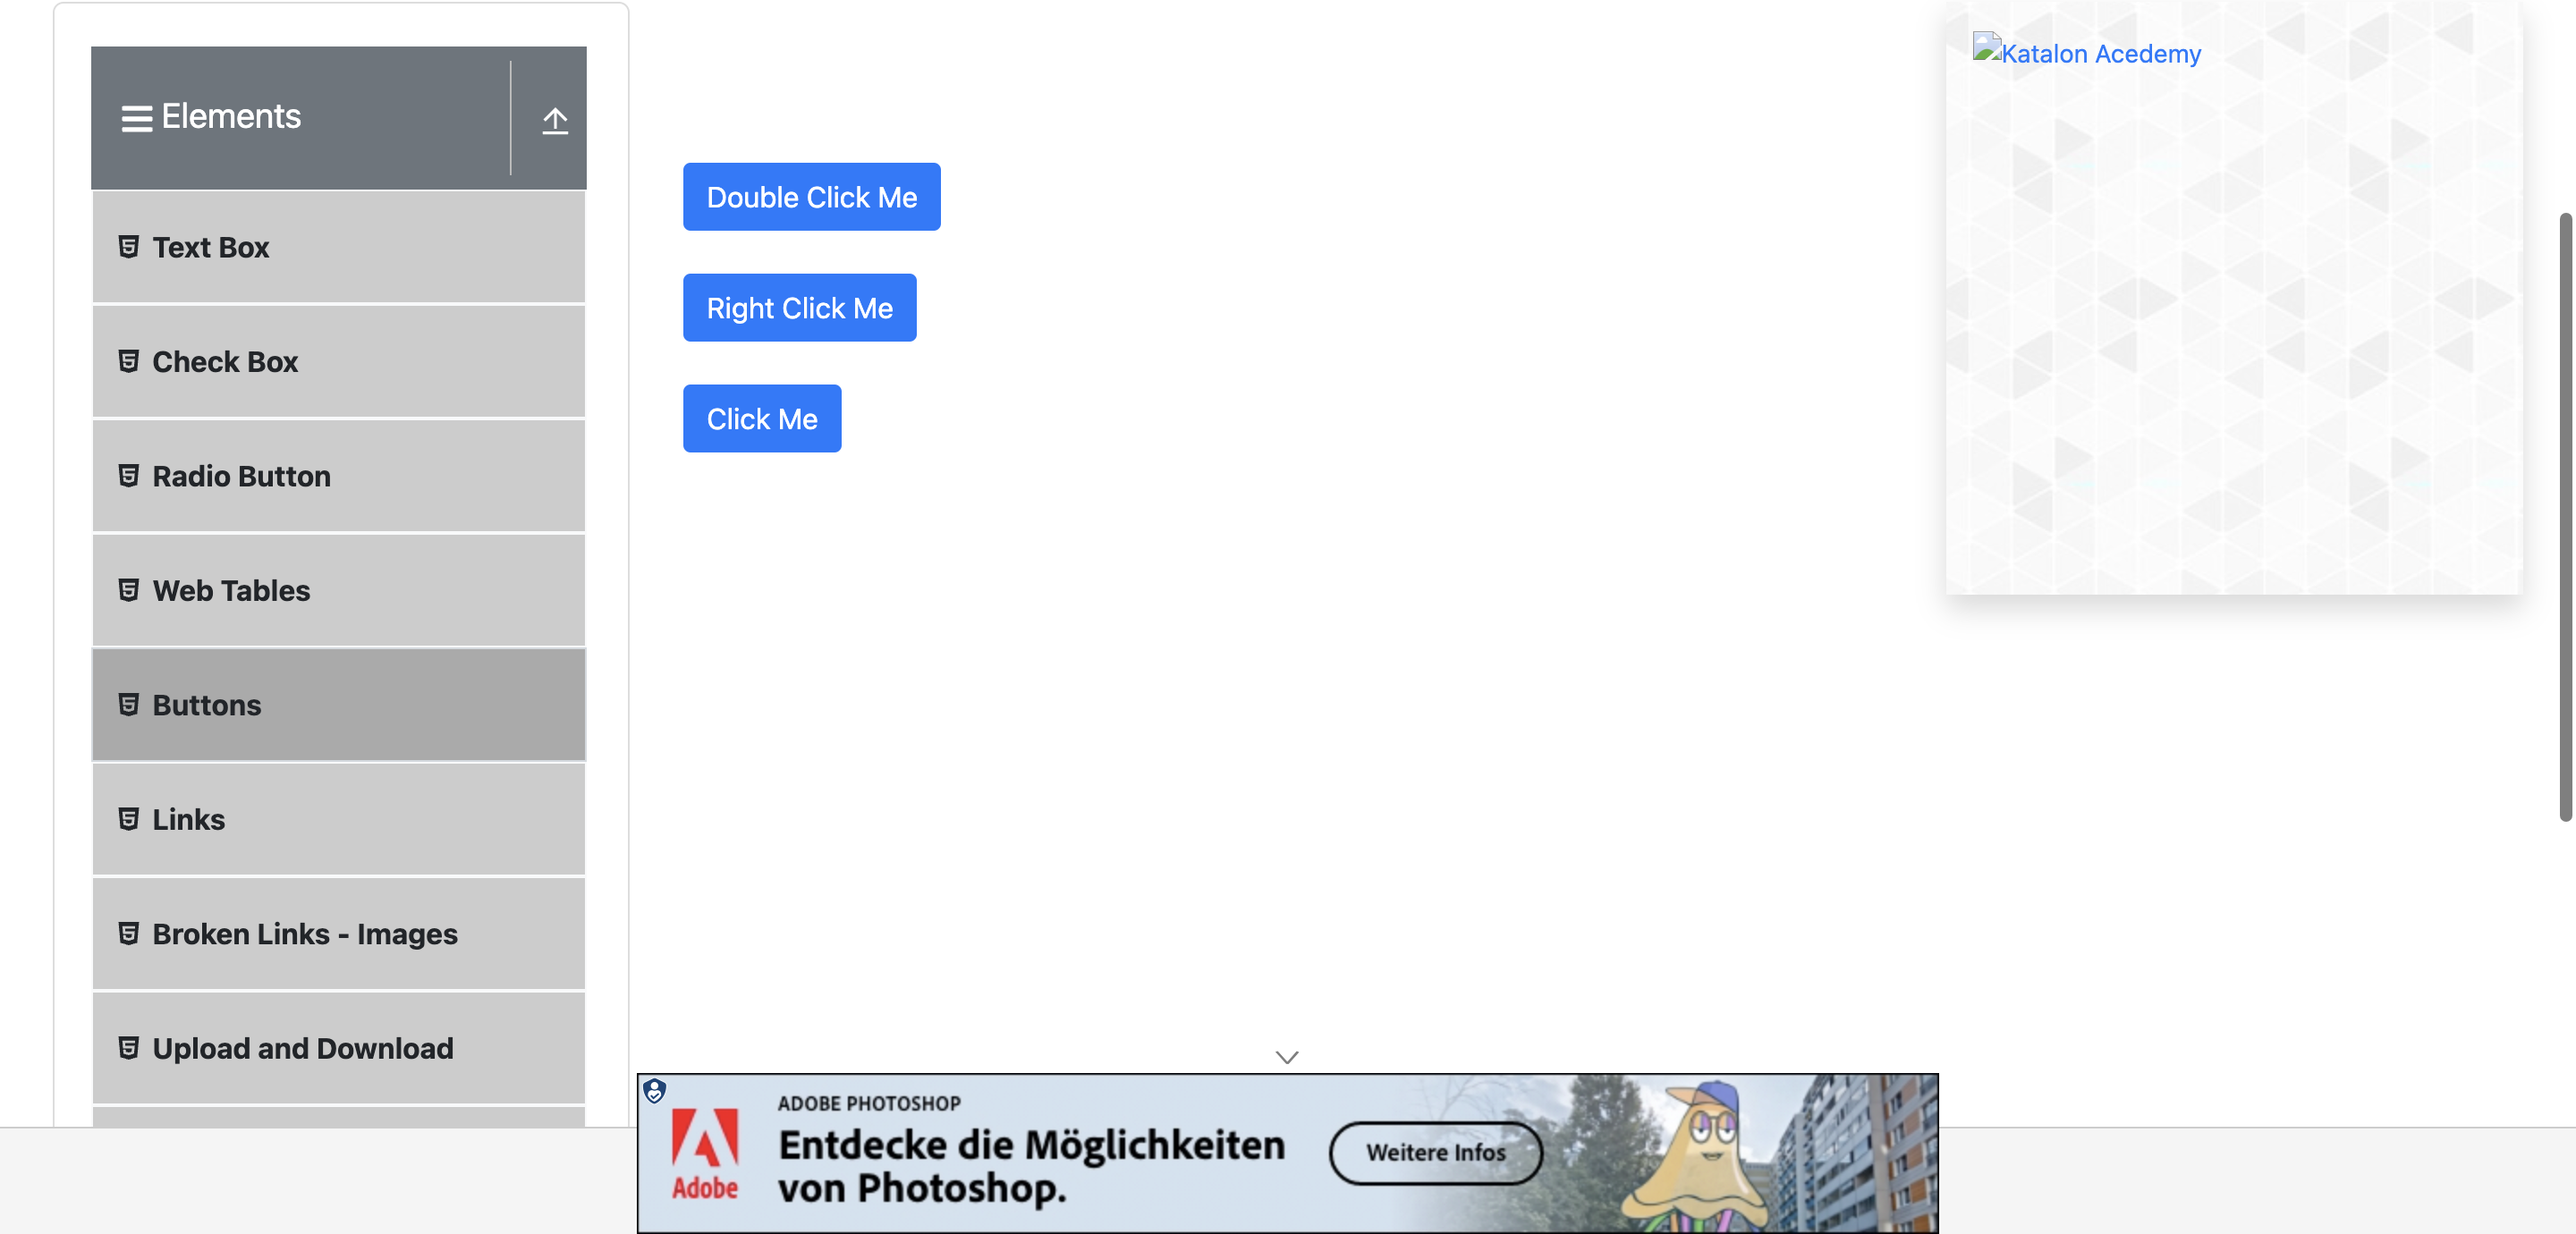 Elements
Text Box
Check Box
Radio Button
Web Tables
Buttons
Links
Broken Links - Images
Upload and Download
Double Click Me
Right Click Me
Click Me
Katalon Acedemy
Adobe
ADOBE PHOTOSHOP
Entdecke die Möglichkeiten
von Photoshop.
Weitere Infos